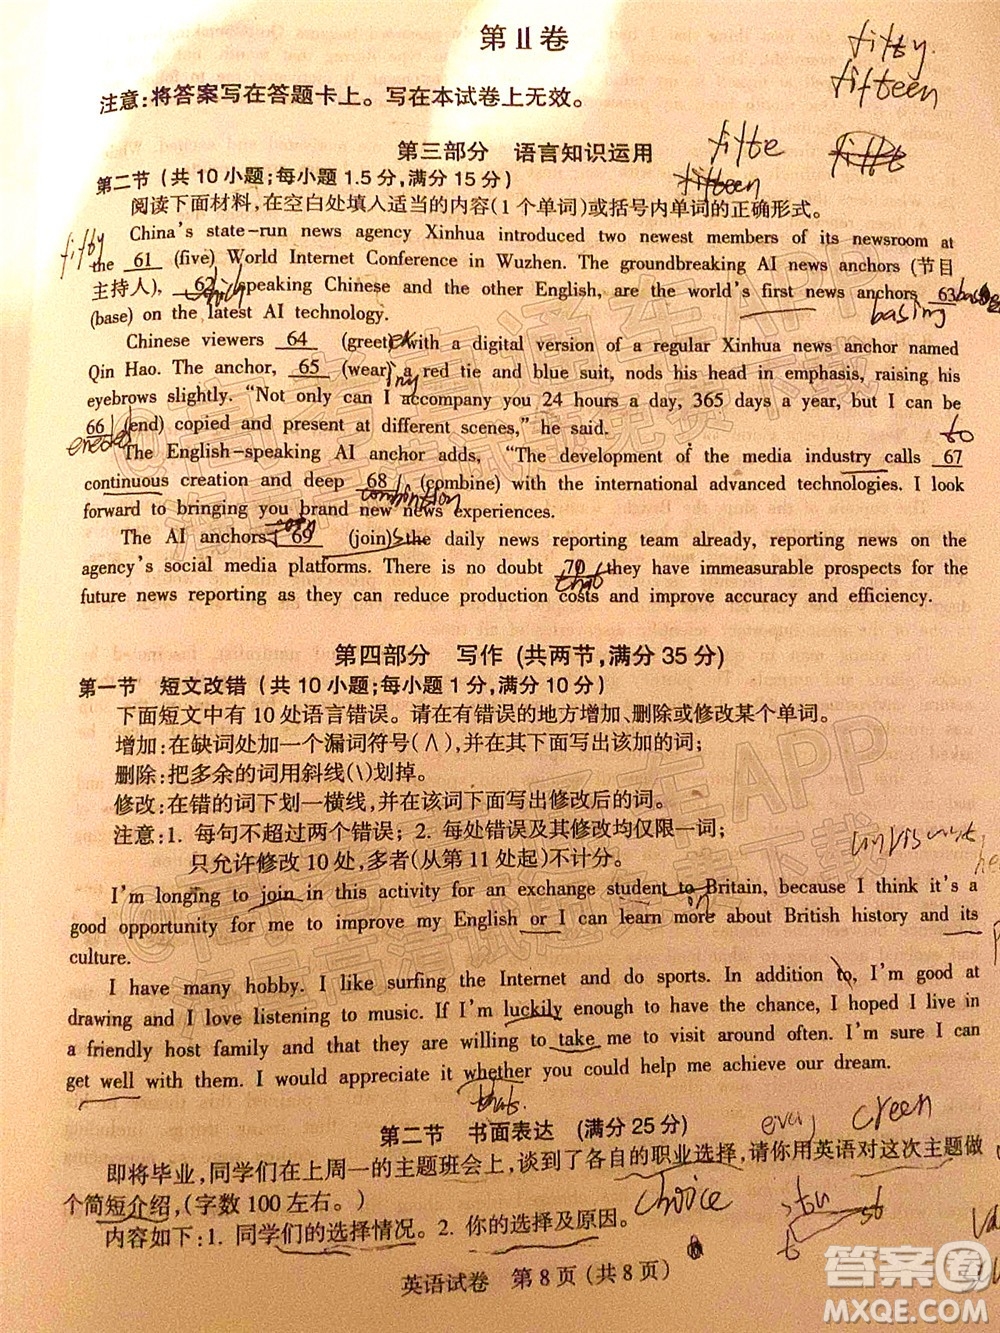 第Ⅱ卷
fifty.
fifteen
注意:将答案写在答题卡上。写在本试卷上无效。
第三部分 语言知识运用
第二节 (共 10 小题;每小题 1.5 分,满分 15 分)
阅读下面材料,在空白处填入适当的内容(1 个单词)或括号内单词的正确形式。
China's state-run news agency Xinhua introduced two newest members of its newsroom at
the 61 (five) World Internet Conference in Wuzhen. The groundbreaking AI news anchors (节目
主持人), 62 speaking Chinese and the other English, are the world's first news anchors 63
(base) on the latest AI technology.
basing
Chinese viewers 64 (greet) with a digital version of a regular Xinhua news anchor named
Qin Hao. The anchor, 65 (wear) a red tie and blue suit, nods his head in emphasis, raising his
eyebrows slightly. "Not only can I accompany you 24 hours a day, 365 days a year, but I can be
66 (end) copied and present at different scenes," he said.
to
The English-speaking AI anchor adds, "The development of the media industry calls 67
continuous creation and deep 68 (combine) with the international advanced technologies. I look
forward to bringing you brand new news experiences.
The AI anchors 69 (join) the daily news reporting team already, reporting news on the
agency's social media platforms. There is no doubt 70 they have immeasurable prospects for the
that
future news reporting as they can reduce production costs and improve accuracy and efficiency.
第四部分 写作 (共两节,满分 35 分)
第一节 短文改错 (共 10 小题;每小题 1 分,满分 10 分)
下面短文中有 10 处语言错误。请在有错误的地方增加、删除或修改某个单词。
增加:在缺词处加一个漏词符号(∧),并在其下面写出该加的词;
删除:把多余的词用斜线(\)划掉。
修改:在错的词下划一横线,并在该词下面写出修改后的词。
注意:1. 每句不超过两个错误; 2. 每处错误及其修改均仅限一词;
只允许修改 10 处,多者(从第 11 处起)不计分。
I'm longing to join in this activity for an exchange student to Britain, because I think it's a
in
good opportunity for me to improve my English or I can learn more about British history and its
culture.
I have many hobby. I like surfing the Internet and do sports. In addition to, I'm good at
drawing and I love listening to music. If I'm luckily enough to have the chance, I hoped I live in
a friendly host family and that they could often take me to visit around often. I'm sure I can
get well with them. I would appreciate whether you could help me achieve our dream.
第二节 书面表达 (满分 25 分)
即将毕业,同学们在上周一的主题班会上,谈到了各自的职业选择,请你用英语对这次主题做
个简短介绍,(字数 100 左右。)
choice
内容如下:1. 同学们的选择情况。2. 你的选择及原因。
英语试卷 第 8 页(共 8 页)
答案卷
MXQE.COM